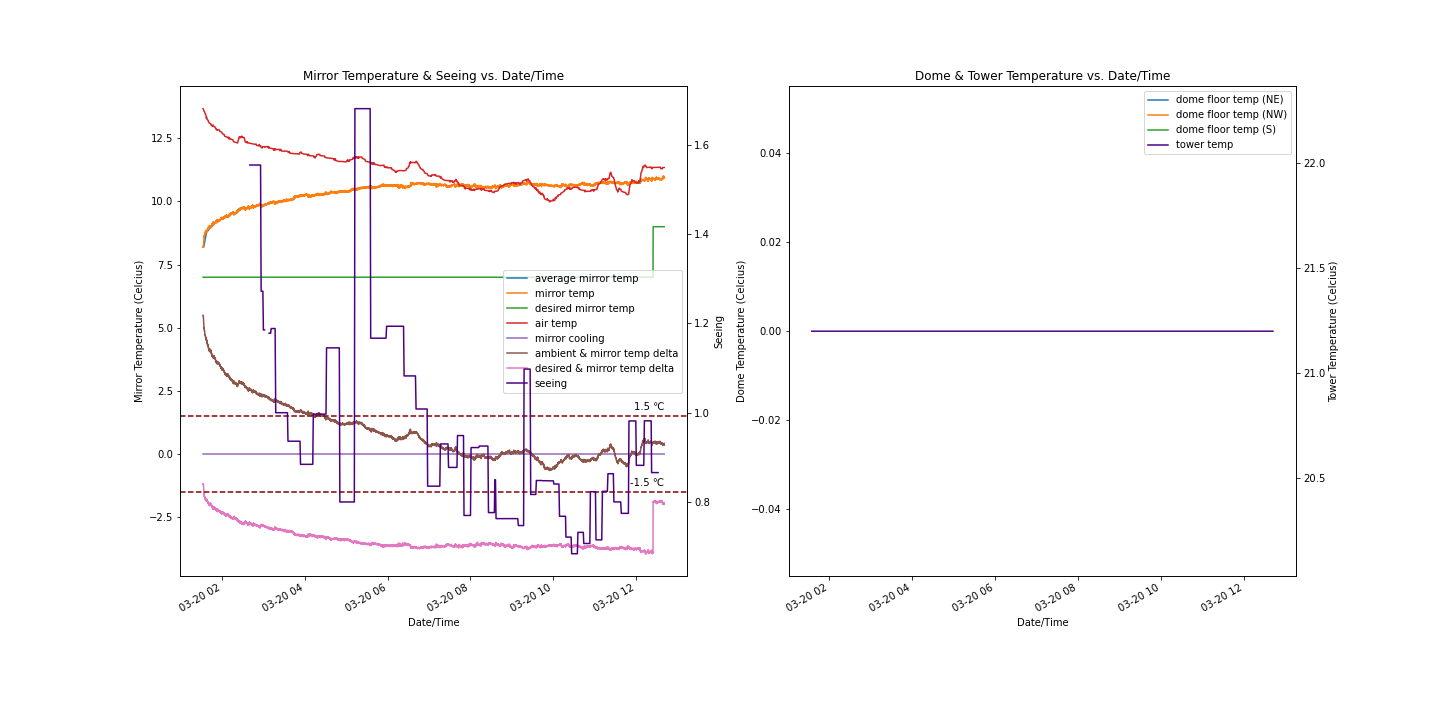 Mirror Temperature & Seeing vs. Date/Time
Mirror Temperature (Celcius)
12.5
10.0
7.5
5.0
2.5
0.0
−2.5
1.6
1.4
1.2
1.0
0.8
Seeing
average mirror temp
mirror temp
desired mirror temp
air temp
mirror cooling
ambient & mirror temp delta
desired & mirror temp delta
seeing
1.5 °C
-1.5 °C
03-20 02
03-20 04
03-20 06
03-20 08
03-20 10
03-20 12
Date/Time
Dome & Tower Temperature vs. Date/Time
Dome Temperature (Celcius)
0.04
0.02
0.00
−0.02
−0.04
dome floor temp (NE)
dome floor temp (NW)
dome floor temp (S)
tower temp
22.0
21.5
21.0
20.5
Tower Temperature (Celcius)
03-20 02
03-20 04
03-20 06
03-20 08
03-20 10
03-20 12
Date/Time